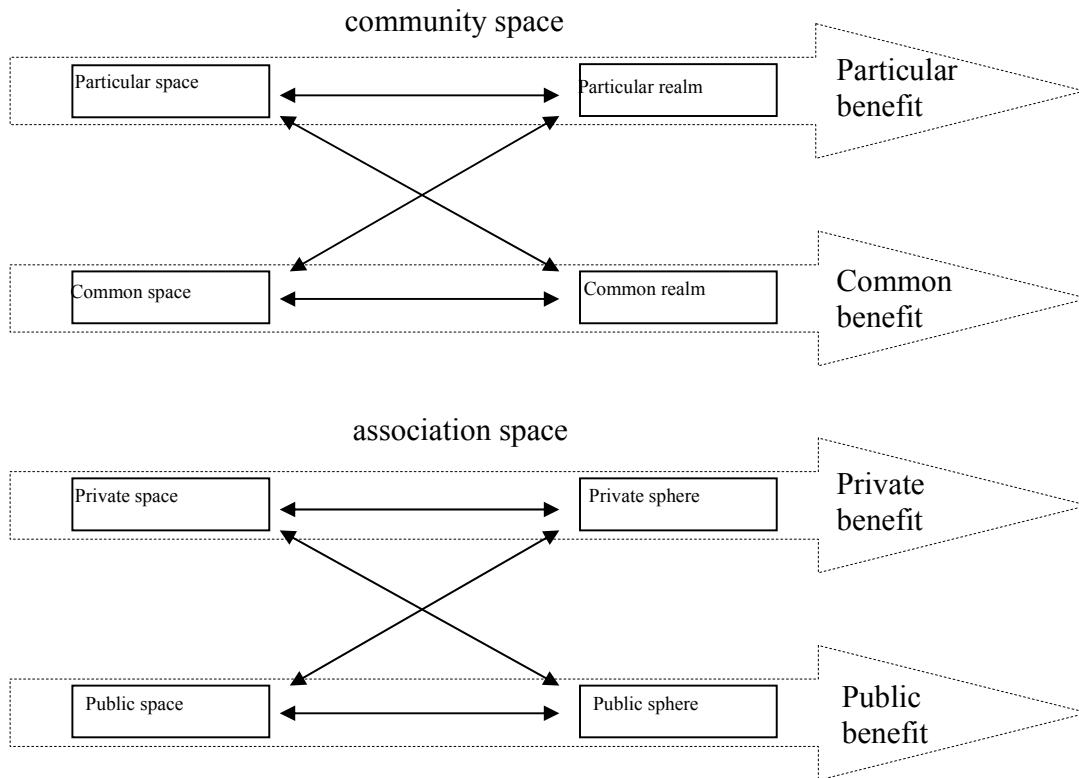 community space
Particular space
Particular realm
Particular
benefit
Common space
Common realm
Common
benefit
association space
Private space
Private sphere
Private
benefit
Public space
Public sphere
Public
benefit